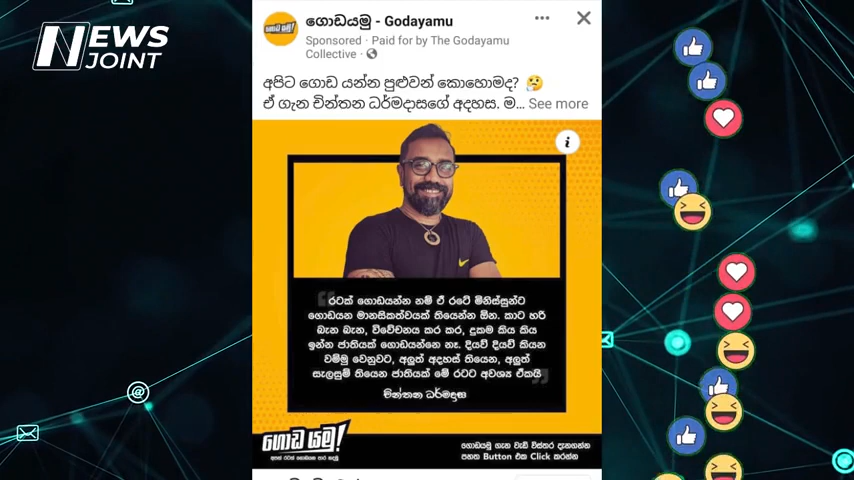 NEWS
JOINT
ගොඩයමු - Godayamu
Sponsored · Paid for by The Godayamu
Collective ·
අපිට ගොඩ යන්න පුළුවන් කොහොමද? 🤔
ඒ ගැන චින්තන ධර්මදාසගේ අදහස. ම... See more
රටක් ගොඩයන්න නම් ඒ රටේ මිනිස්සුන්ට
ගොඩයන මානසිකත්වයක් තියෙන්න ඕන. කාට හරි
බැන බැන, විවේචනය කර කර, දුකම කිය කිය
ඉන්න ජාතියක් ගොඩයන්නෙ නෑ. දියව් දියව් කියන
වම්මු වෙනුවට, අලුත් අදහස් තියෙන, අලුත්
සැලසුම් තියෙන ජාතියක් මේ රටට අවශ්‍ය ඒකයි
චින්තන ධර්මදාස
ගොඩ යමු!
ගොඩයමු ගැන වැඩි විස්තර දැනගන්න
පහත Button එක Click කරන්න